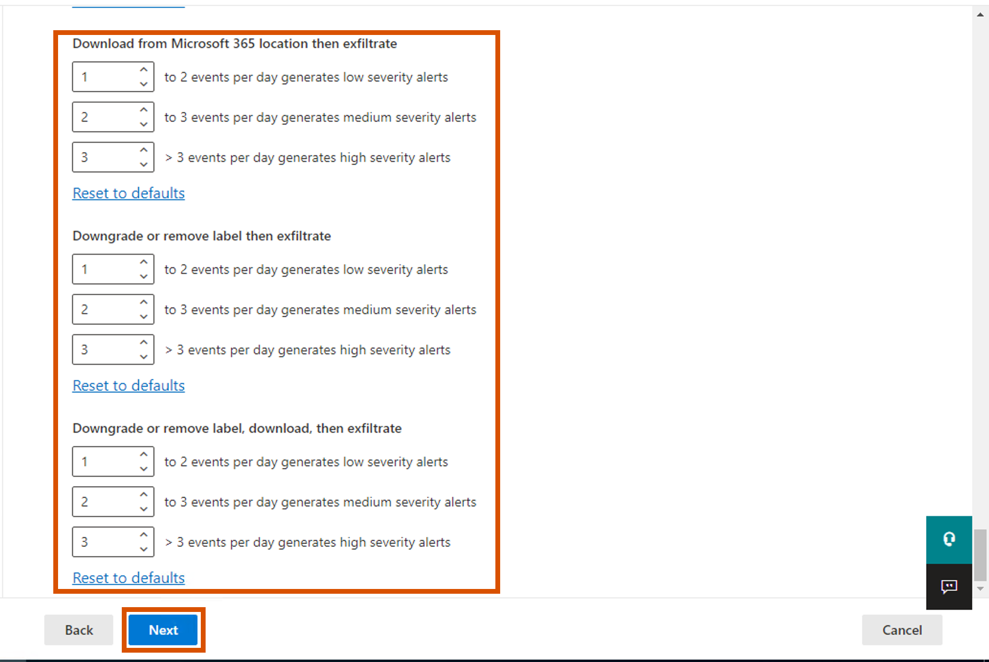 Download from Microsoft 365 location then exfiltrate
1 to 2 events per day generates low severity alerts
2 to 3 events per day generates medium severity alerts
3 > 3 events per day generates high severity alerts
Reset to defaults
Downgrade or remove label then exfiltrate
1 to 2 events per day generates low severity alerts
2 to 3 events per day generates medium severity alerts
3 > 3 events per day generates high severity alerts
Reset to defaults
Downgrade or remove label, download, then exfiltrate
1 to 2 events per day generates low severity alerts
2 to 3 events per day generates medium severity alerts
3 > 3 events per day generates high severity alerts
Reset to defaults
Back Next Cancel